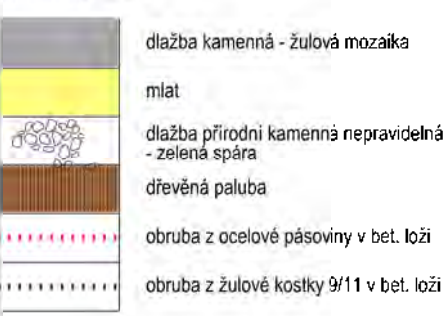 dlažba kamenná - žulová mozaika
mlat
dlažba přírodní kamenná nepravidelná
- zelená spára
dřevěná paluba
obruba z ocelové pásoviny v bet. loži
obruba z žulové kostky 9/11 v bet. loži